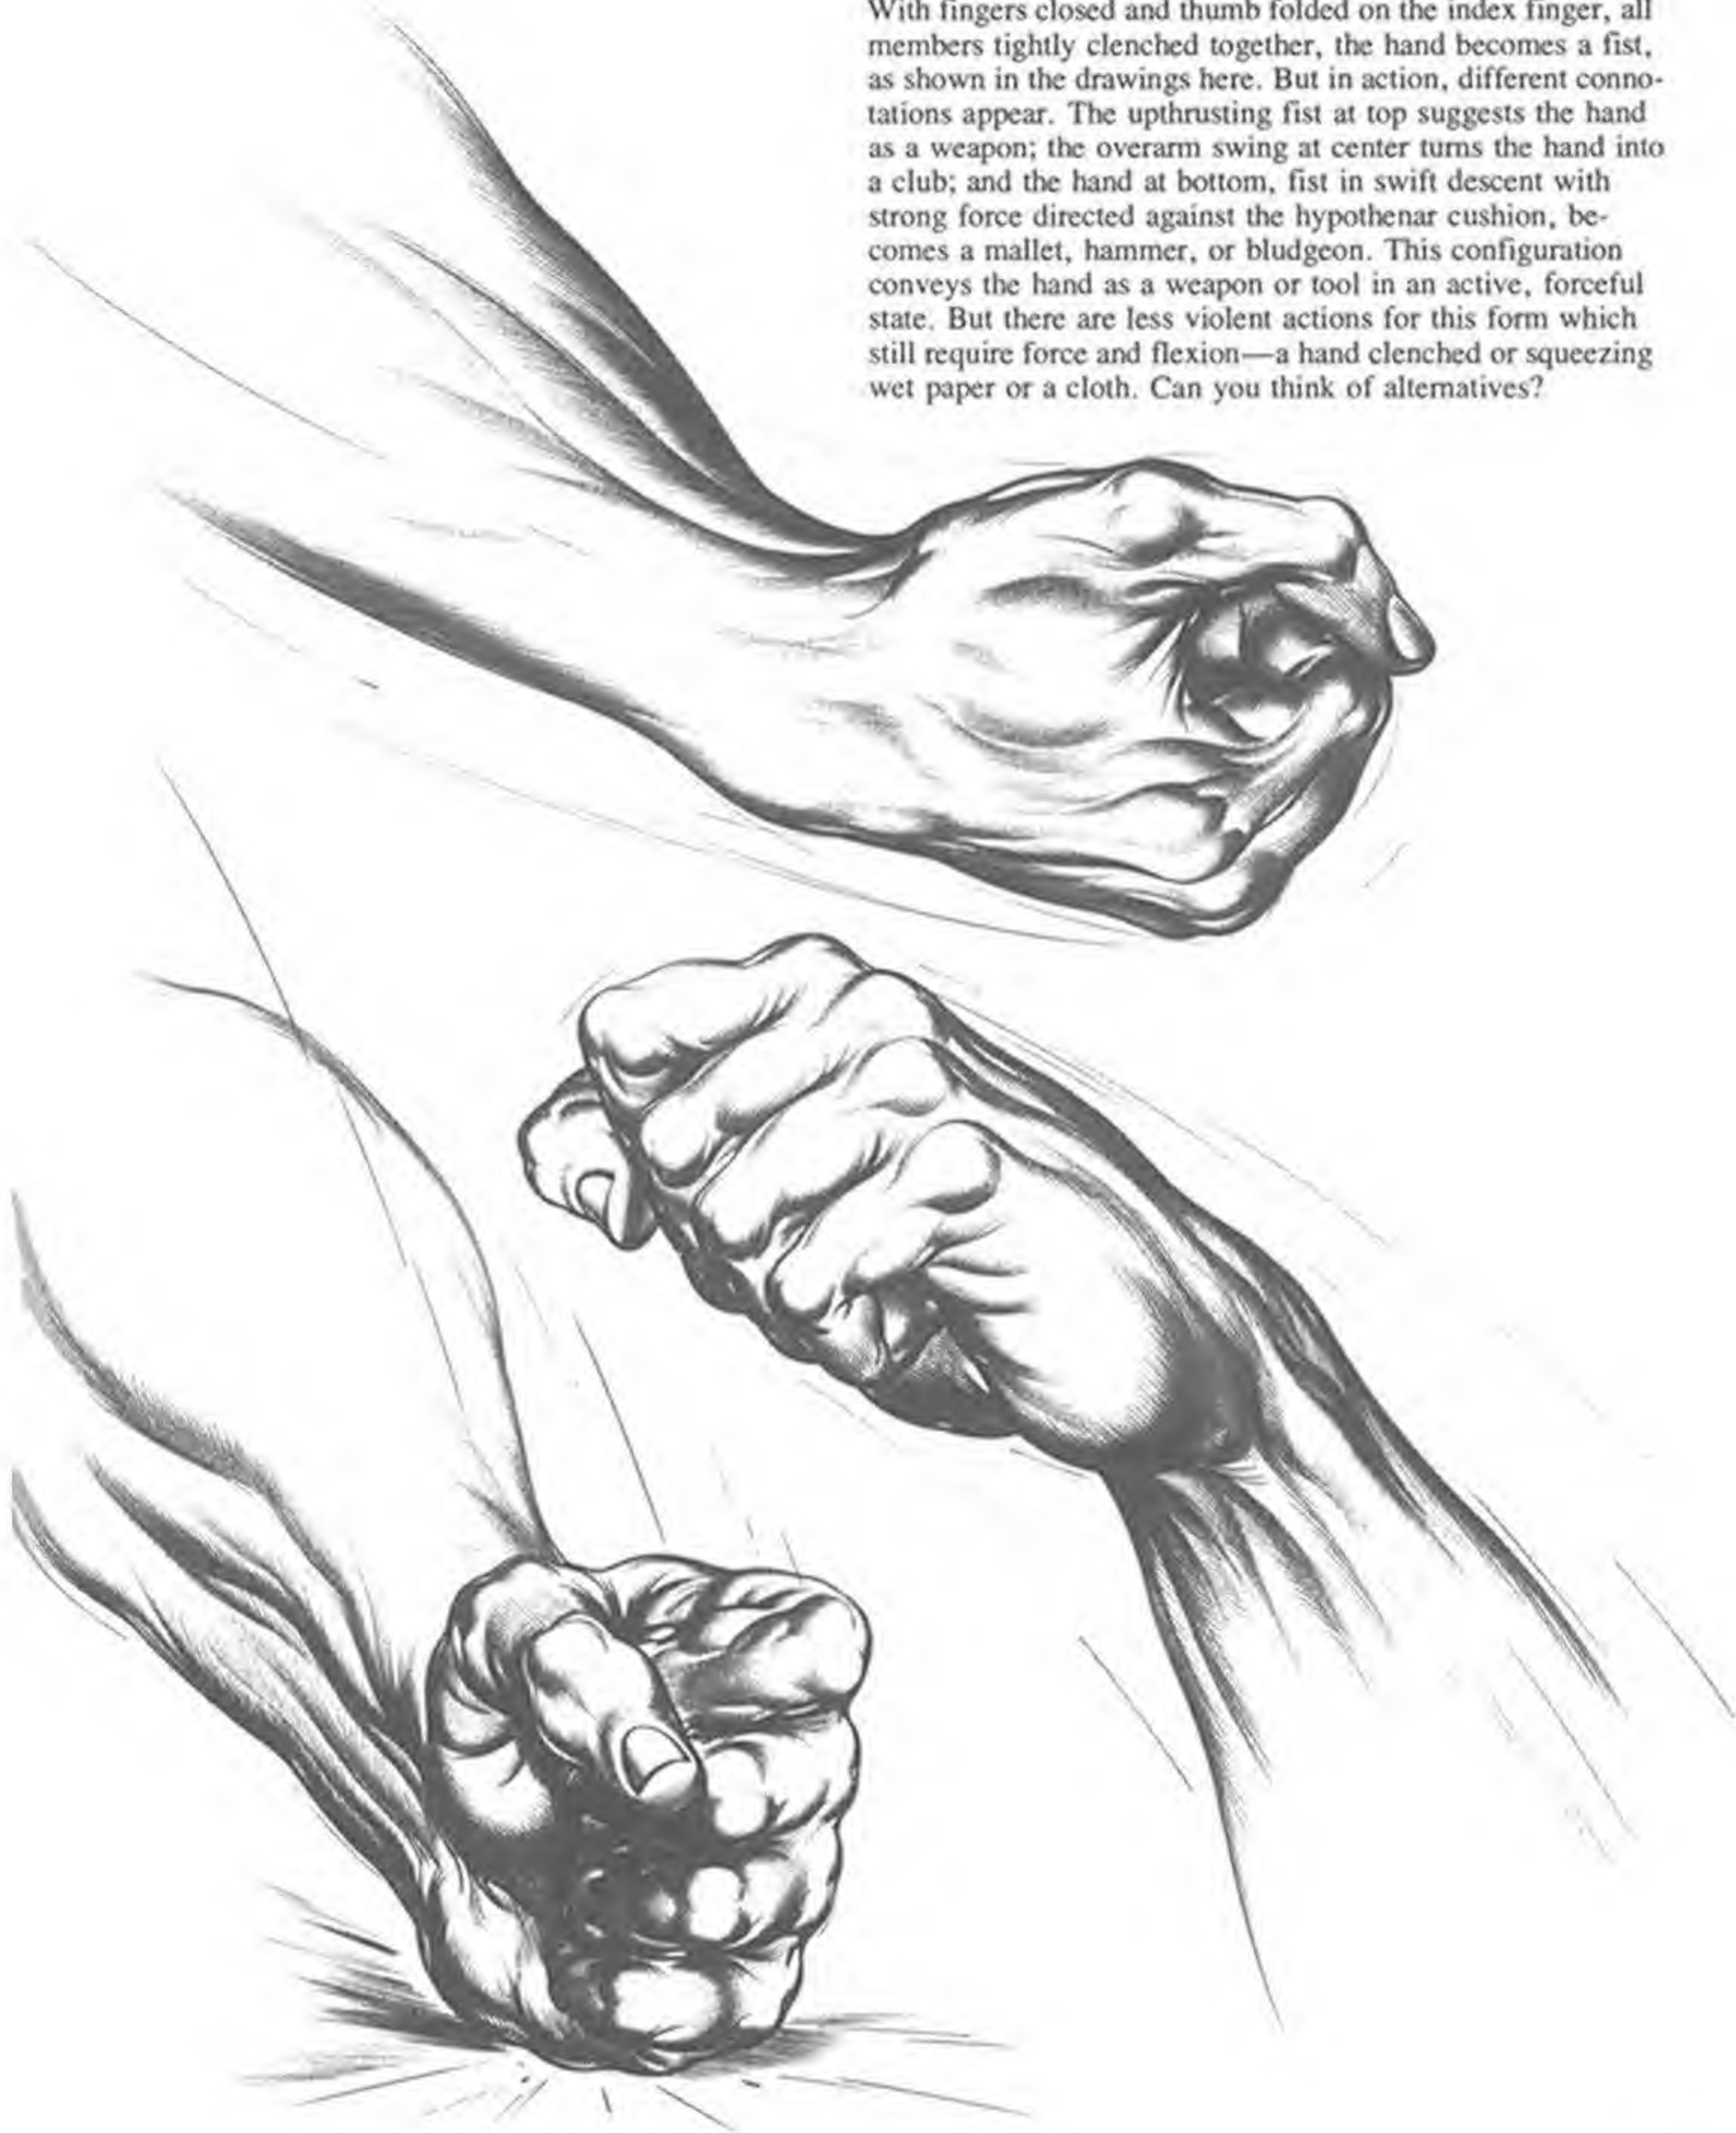 With fingers closed and thumb folded on the index finger, all
members tightly clenched together, the hand becomes a fist,
as shown in the drawings here. But in action, different conno-
tations appear. The upthrusting fist at top suggests the hand
as a weapon; the overarm swing at center turns the hand into
a club; and the hand at bottom, fist in swift descent with
strong force directed against the hypothenar cushion, be-
comes a mallet, hammer, or bludgeon. This configuration
conveys the hand as a weapon or tool in an active, forceful
state. But there are less violent actions for this form which
still require force and flexion—a hand clenched or squeezing
wet paper or a cloth. Can you think of alternatives?